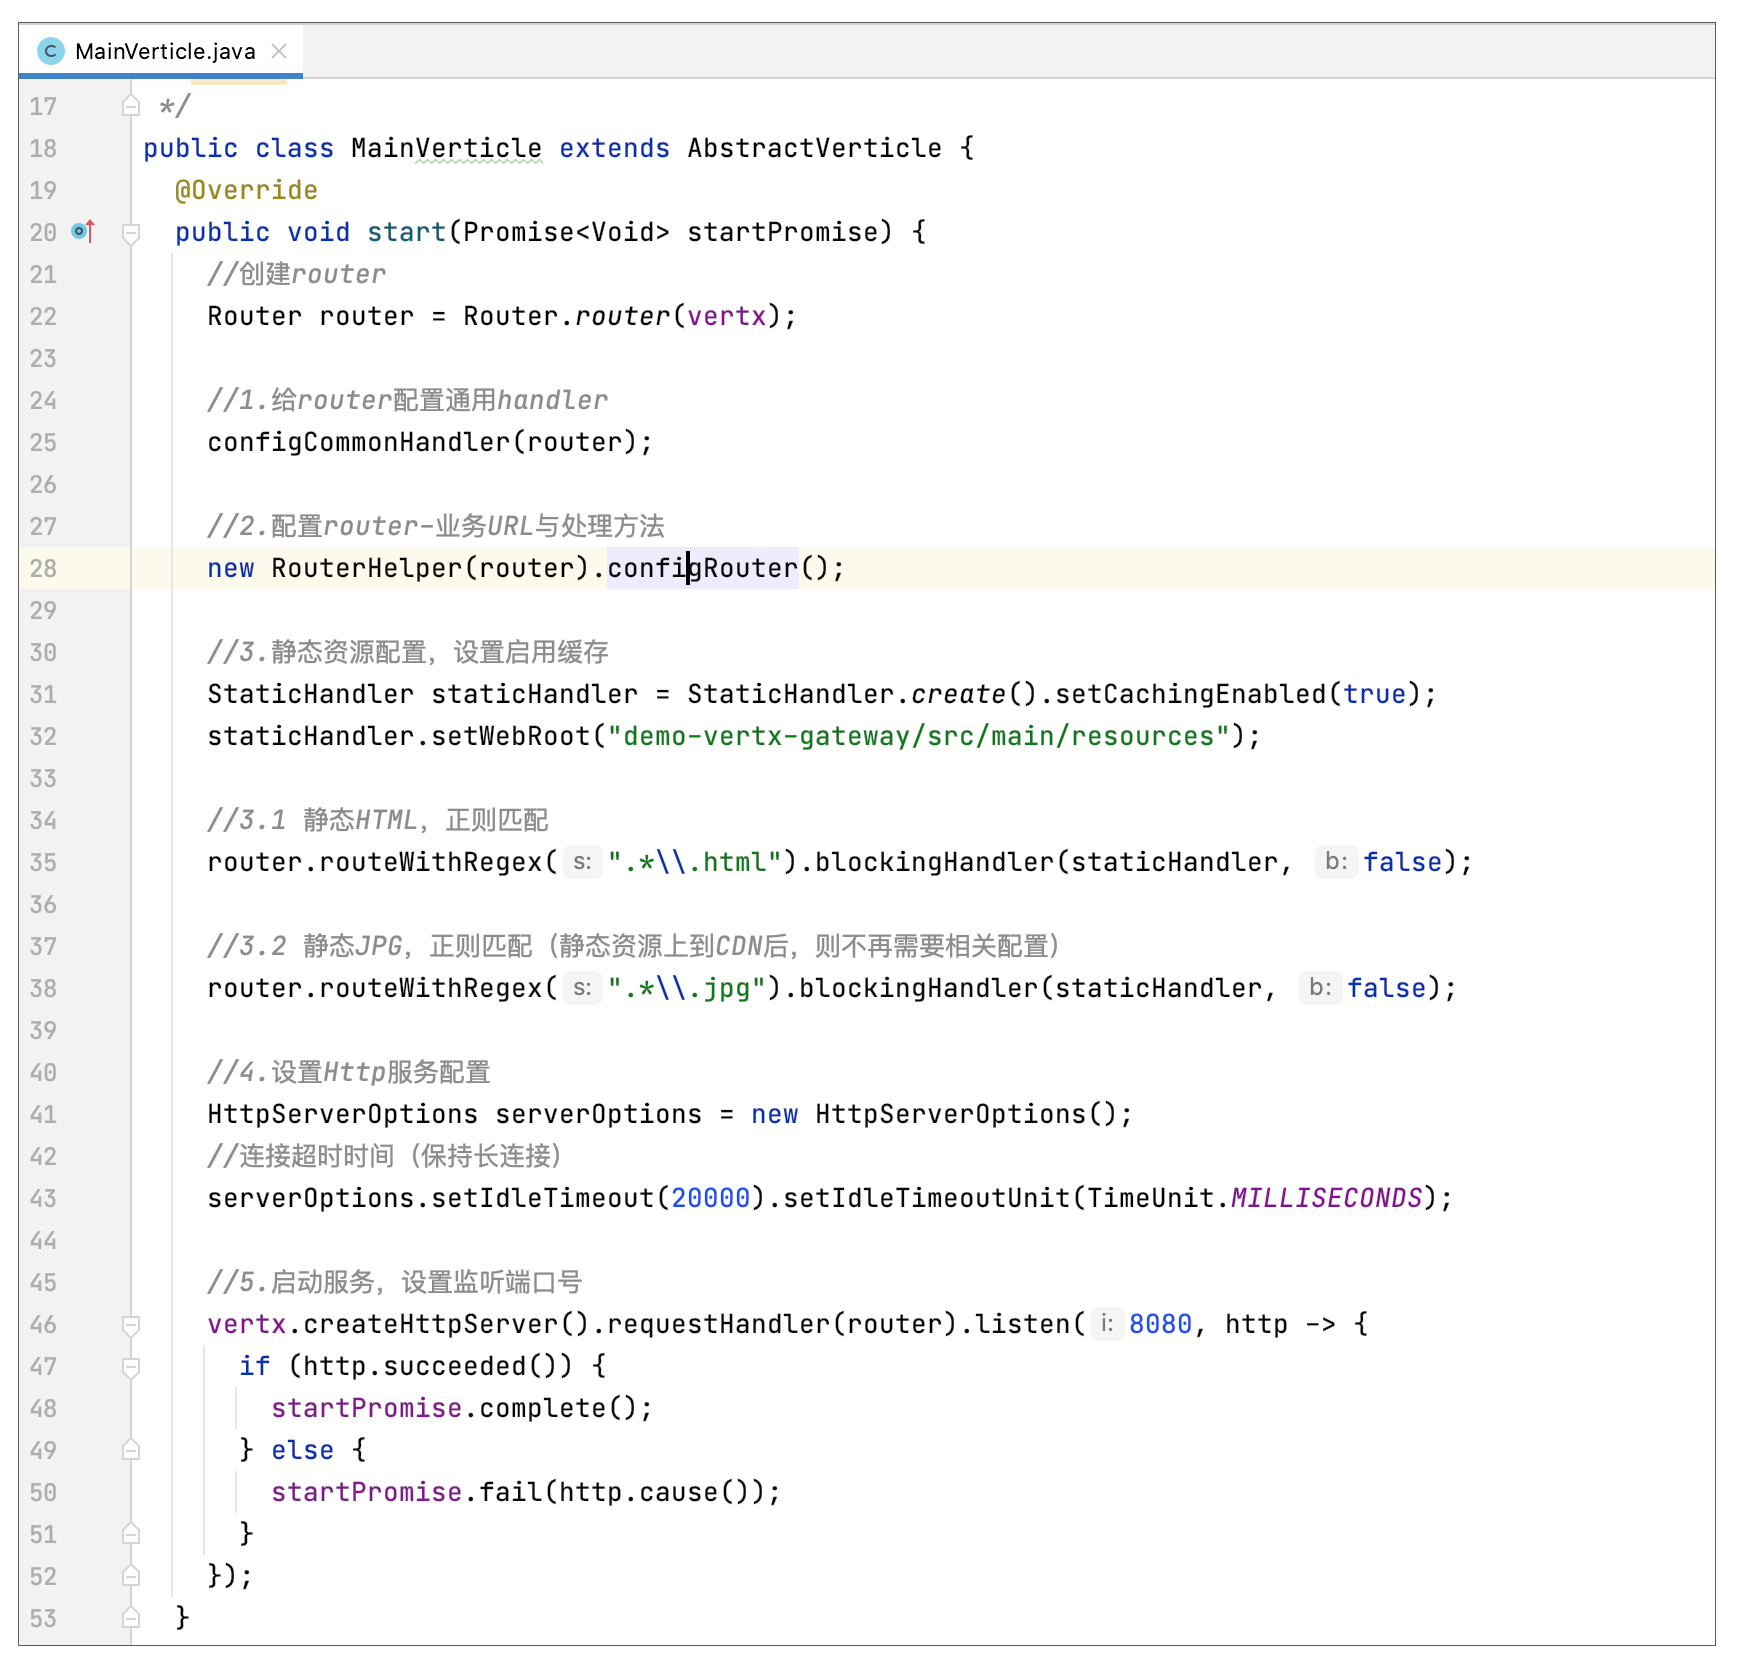 MainVerticle.java
17 */
18 public class MainVerticle extends AbstractVerticle {
19 @Override
20 public void start(Promise<Void> startPromise) {
21 //创建router
22 Router router = Router.router(vertx);
23
24 //1.给router配置通用handler
25 configCommonHandler(router);
26
27 //2.配置router-业务URL与处理方法
28 new RouterHelper(router).configRouter();
29
30 //3.静态资源配置，设置启用缓存
31 StaticHandler staticHandler = StaticHandler.create().setCachingEnabled(true);
32 staticHandler.setWebRoot("demo-vertx-gateway/src/main/resources");
33
34 //3.1 静态HTML，正则匹配
35 router.routeWithRegex( s: ".*\\.html").blockingHandler(staticHandler, b: false);
36
37 //3.2 静态JPG，正则匹配（静态资源上到CDN后，则不再需要相关配置）
38 router.routeWithRegex( s: ".*\\.jpg").blockingHandler(staticHandler, b: false);
39
40 //4.设置Http服务配置
41 HttpServerOptions serverOptions = new HttpServerOptions();
42 //连接超时时间（保持长连接）
43 serverOptions.setIdleTimeout(20000).setIdleTimeoutUnit(TimeUnit.MILLISECONDS);
44
45 //5.启动服务，设置监听端口号
46 vertx.createHttpServer().requestHandler(router).listen( i: 8080, http -> {
47 if (http.succeeded()) {
48 startPromise.complete();
49 } else {
50 startPromise.fail(http.cause());
51 }
52 });
53 }